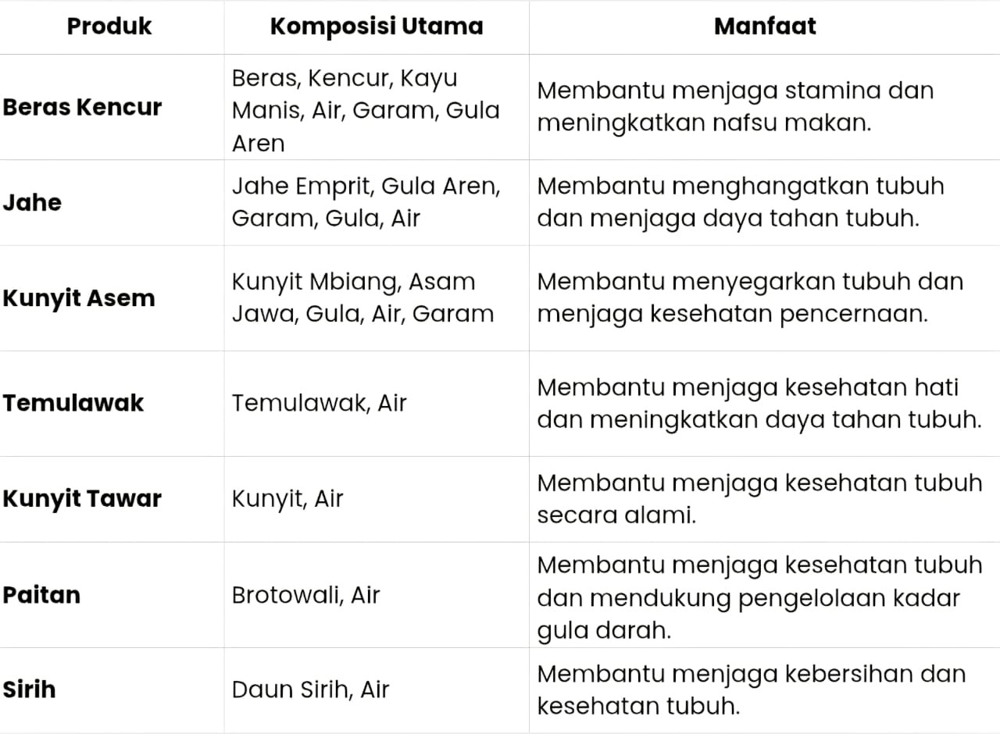 Produk Komposisi Utama Manfaat
Beras Kencur
Beras, Kencur, Kayu
Manis, Air, Garam, Gula
Aren
Membantu menjaga stamina dan
meningkatkan nafsu makan.
Jahe
Jahe Emprit, Gula Aren,
Garam, Gula, Air
Membantu menghangatkan tubuh
dan menjaga daya tahan tubuh.
Kunyit Asem
Kunyit Mbiang, Asam
Jawa, Gula, Air, Garam
Membantu menyegarkan tubuh dan
menjaga kesehatan pencernaan.
Temulawak
Temulawak, Air
Membantu menjaga kesehatan hati
dan meningkatkan daya tahan tubuh.
Kunyit Tawar
Kunyit, Air
Membantu menjaga kesehatan tubuh
secara alami.
Paitan
Brotowali, Air
Membantu menjaga kesehatan tubuh
dan mendukung pengelolaan kadar
gula darah.
Sirih
Daun Sirih, Air
Membantu menjaga kebersihan dan
kesehatan tubuh.